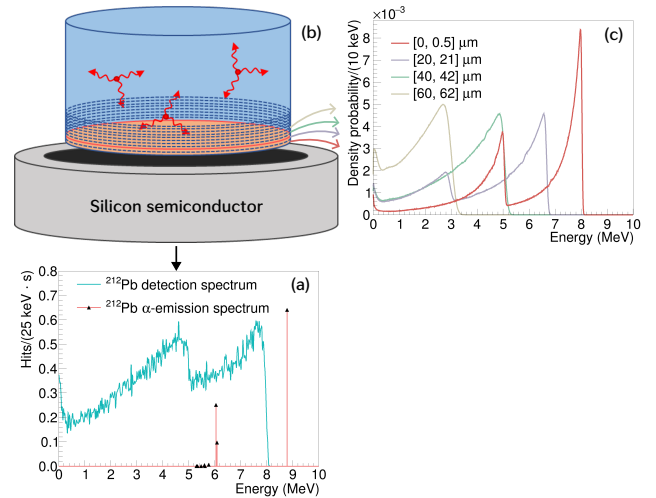 (b)
Silicon semiconductor
×10⁻³
(c)
Density probability/(10 keV)
[0, 0.5] μm
[20, 21] μm
[40, 42] μm
[60, 62] μm
8
7
6
5
4
3
2
1
0
0 1 2 3 4 5 6 7 8 9 10
Energy (MeV)
(a)
Hits/(25 keV · s)
²¹²Pb detection spectrum
²¹²Pb α-emission spectrum
0.8
0.7
0.6
0.5
0.4
0.3
0.2
0.1
0.0
0 1 2 3 4 5 6 7 8 9 10
Energy (MeV)